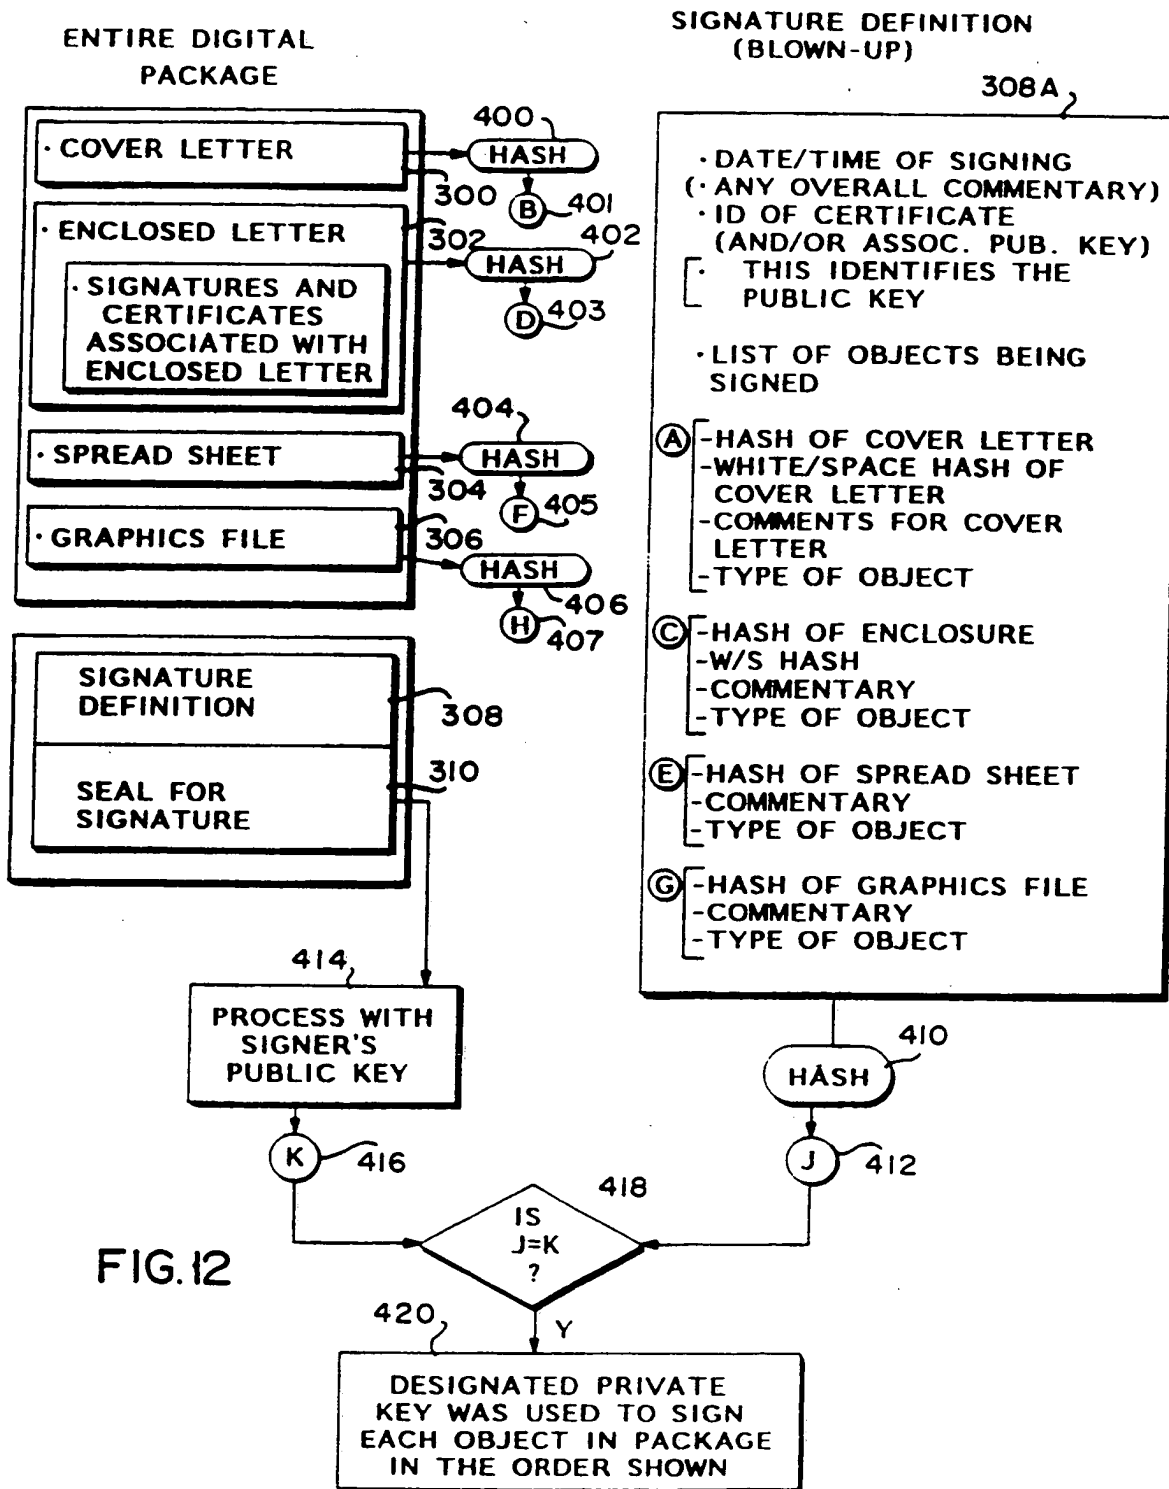 ENTIRE DIGITAL
PACKAGE
· COVER LETTER
300
· ENCLOSED LETTER
302
· SIGNATURES AND
CERTIFICATES
ASSOCIATED WITH
ENCLOSED LETTER
· SPREAD SHEET
304
· GRAPHICS FILE
306
400
HASH
B
401
402
HASH
D
403
404
HASH
F
405
HASH
406
H
407
SIGNATURE
DEFINITION
308
310
SEAL FOR
SIGNATURE
SIGNATURE DEFINITION
(BLOWN-UP)
308A
· DATE/TIME OF SIGNING
(· ANY OVERALL COMMENTARY)
· ID OF CERTIFICATE
(AND/OR ASSOC. PUB. KEY)
[· THIS IDENTIFIES THE
PUBLIC KEY
· LIST OF OBJECTS BEING
SIGNED
A -HASH OF COVER LETTER
-WHITE/SPACE HASH OF
COVER LETTER
-COMMENTS FOR COVER
LETTER
-TYPE OF OBJECT
C -HASH OF ENCLOSURE
-W/S HASH
-COMMENTARY
-TYPE OF OBJECT
E -HASH OF SPREAD SHEET
-COMMENTARY
-TYPE OF OBJECT
G -HASH OF GRAPHICS FILE
-COMMENTARY
-TYPE OF OBJECT
414
PROCESS WITH
SIGNER'S
PUBLIC KEY
K
416
410
HASH
J
412
418
IS
J=K
?
Y
FIG.12
420
DESIGNATED PRIVATE
KEY WAS USED TO SIGN
EACH OBJECT IN PACKAGE
IN THE ORDER SHOWN